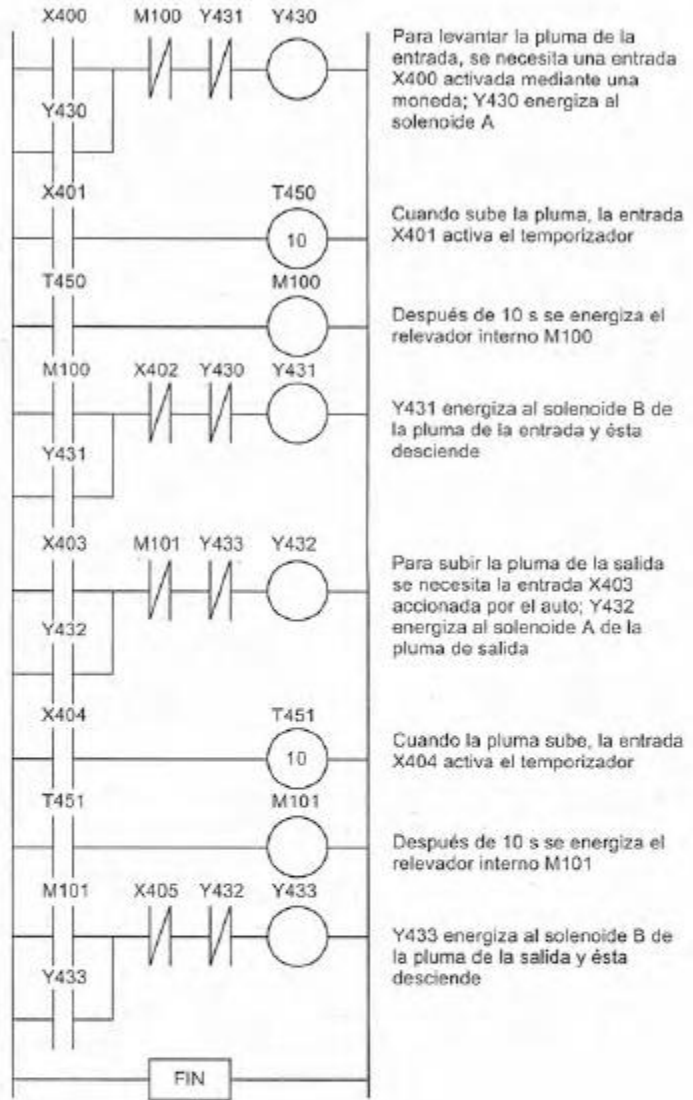 X400 M100 Y431 Y430
Para levantar la pluma de la
entrada, se necesita una entrada
X400 activada mediante una
moneda; Y430 energiza al
solenoide A
Y430
X401 T450
10
Cuando sube la pluma, la entrada
X401 activa el temporizador
T450 M100
Después de 10 s se energiza el
relevador interno M100
M100 X402 Y430 Y431
Y431 energiza al solenoide B de
la pluma de la entrada y ésta
desciende
Y431
X403 M101 Y433 Y432
Para subir la pluma de la salida
se necesita la entrada X403
accionada por el auto; Y432
energiza al solenoide A de la
pluma de salida
Y432
X404 T451
10
Cuando la pluma sube, la entrada
X404 activa el temporizador
T451 M101
Después de 10 s se energiza el
relevador interno M101
M101 X405 Y432 Y433
Y433 energiza al solenoide B de
la pluma de la salida y ésta
desciende
Y433
FIN